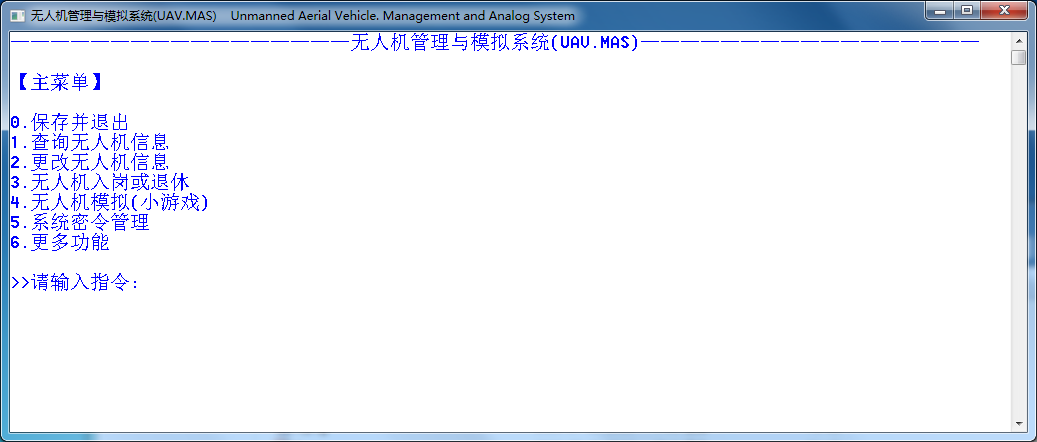 无人机管理与模拟系统(UAV.MAS) Unmanned Aerial Vehicle. Management and Analog System
————————————————— 无人机管理与模拟系统(UAV.MAS) —————————————————
【主菜单】
0.保存并退出
1.查询无人机信息
2.更改无人机信息
3.无人机入岗或退休
4.无人机模拟(小游戏)
5.系统密令管理
6.更多功能
>>请输入指令: